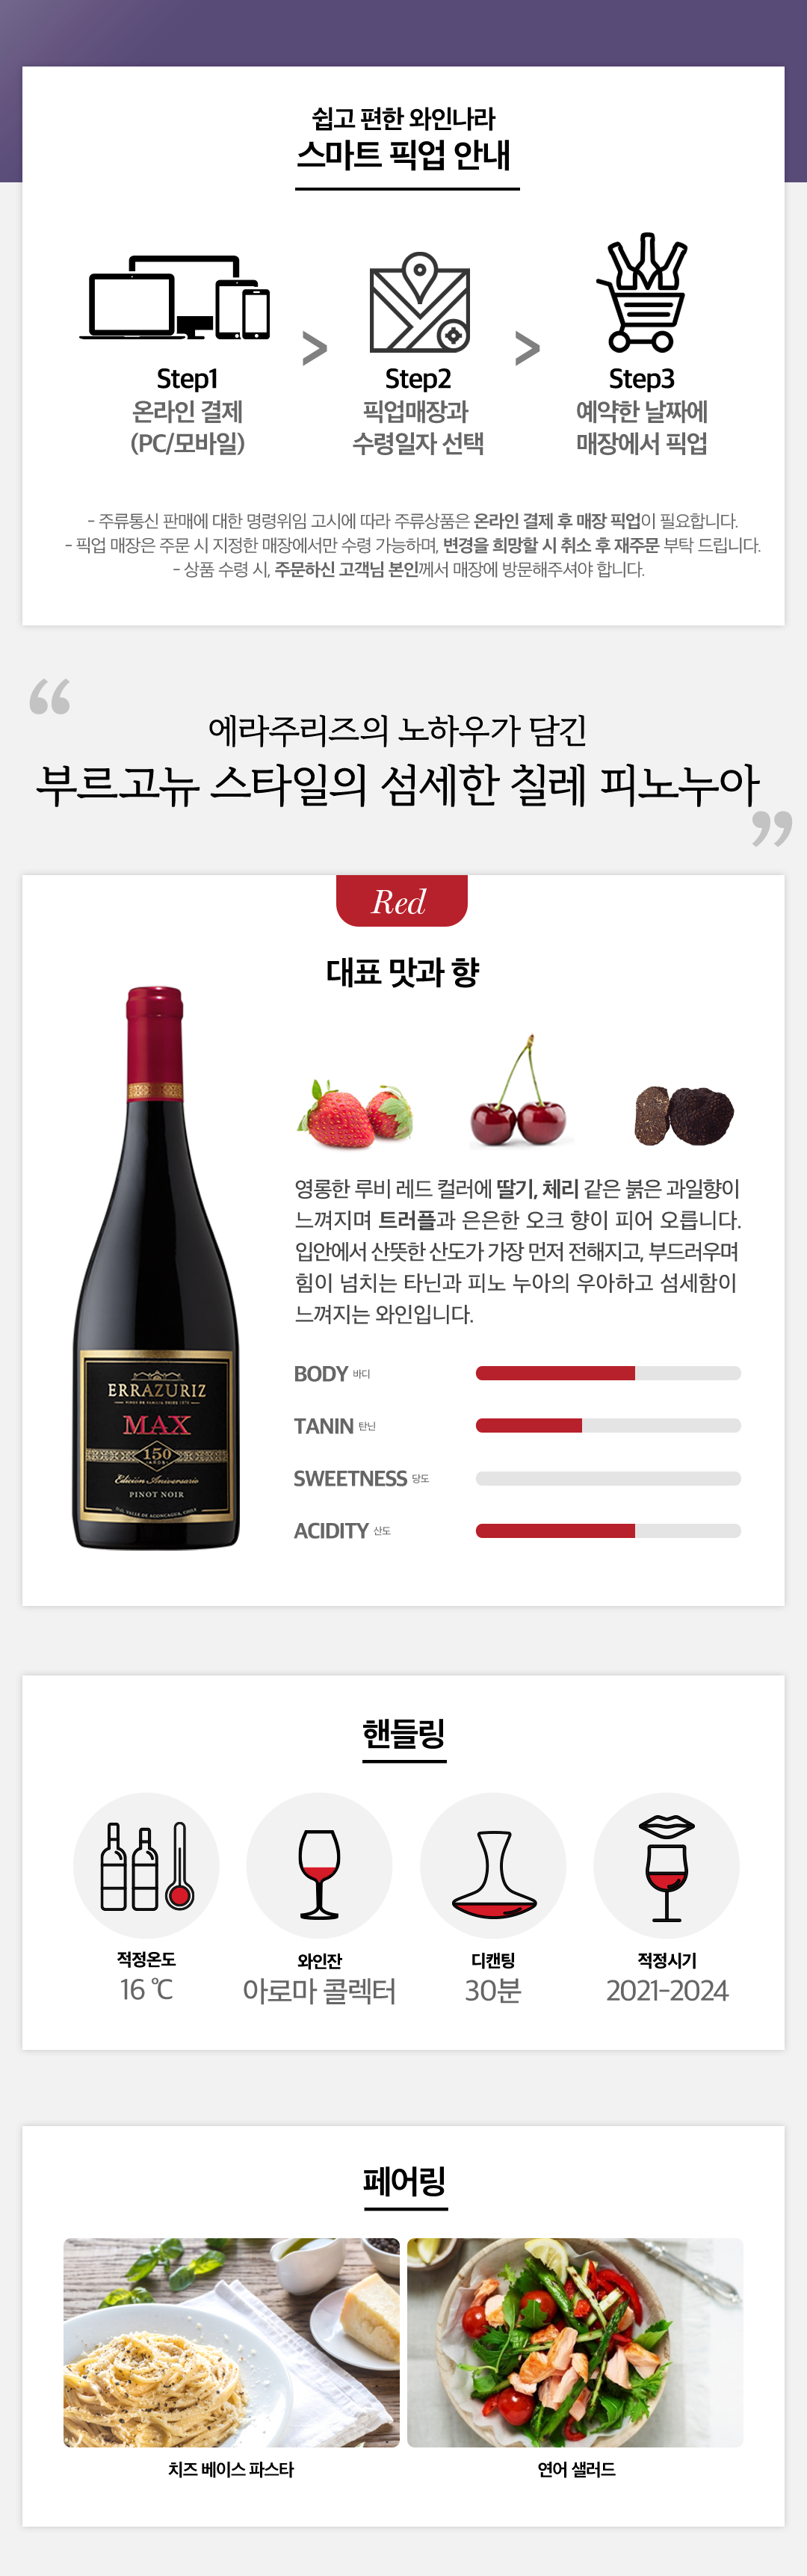 쉽고 편한 와인나라
스마트 픽업 안내
>
>
Step1
온라인 결제
(PC/모바일)
Step2
픽업매장과
수령일자 선택
Step3
예약한 날짜에
매장에서 픽업
- 주류통신 판매에 대한 명령위임 고시에 따라 주류상품은 온라인 결제 후 매장 픽업이 필요합니다.
- 픽업 매장은 주문 시 지정한 매장에서만 수령 가능하며, 변경을 희망할 시 취소 후 재주문 부탁 드립니다.
- 상품 수령 시, 주문하신 고객님 본인께서 매장에 방문해주셔야 합니다.
“
에라주리즈의 노하우가 담긴
부르고뉴 스타일의 섬세한 칠레 피노누아
”
Red
대표 맛과 향
영롱한 루비 레드 컬러에 딸기, 체리 같은 붉은 과일향이
느껴지며 트러플과 은은한 오크 향이 피어 오릅니다.
입안에서 산뜻한 산도가 가장 먼저 전해지고, 부드러우며
힘이 넘치는 타닌과 피노 누아의 우아하고 섬세함이
느껴지는 와인입니다.
ERRAZURIZ
MAX
150
AÑOS
Edición Aniversario
PINOT NOIR
VALLE DE ACONCAGUA, CHILE
BODY 바디
TANIN 탄닌
SWEETNESS 당도
ACIDITY 산도
핸들링
적정온도
16 ℃
와인잔
아로마 콜렉터
디캔팅
30분
적정시기
2021-2024
페어링
치즈 베이스 파스타
연어 샐러드